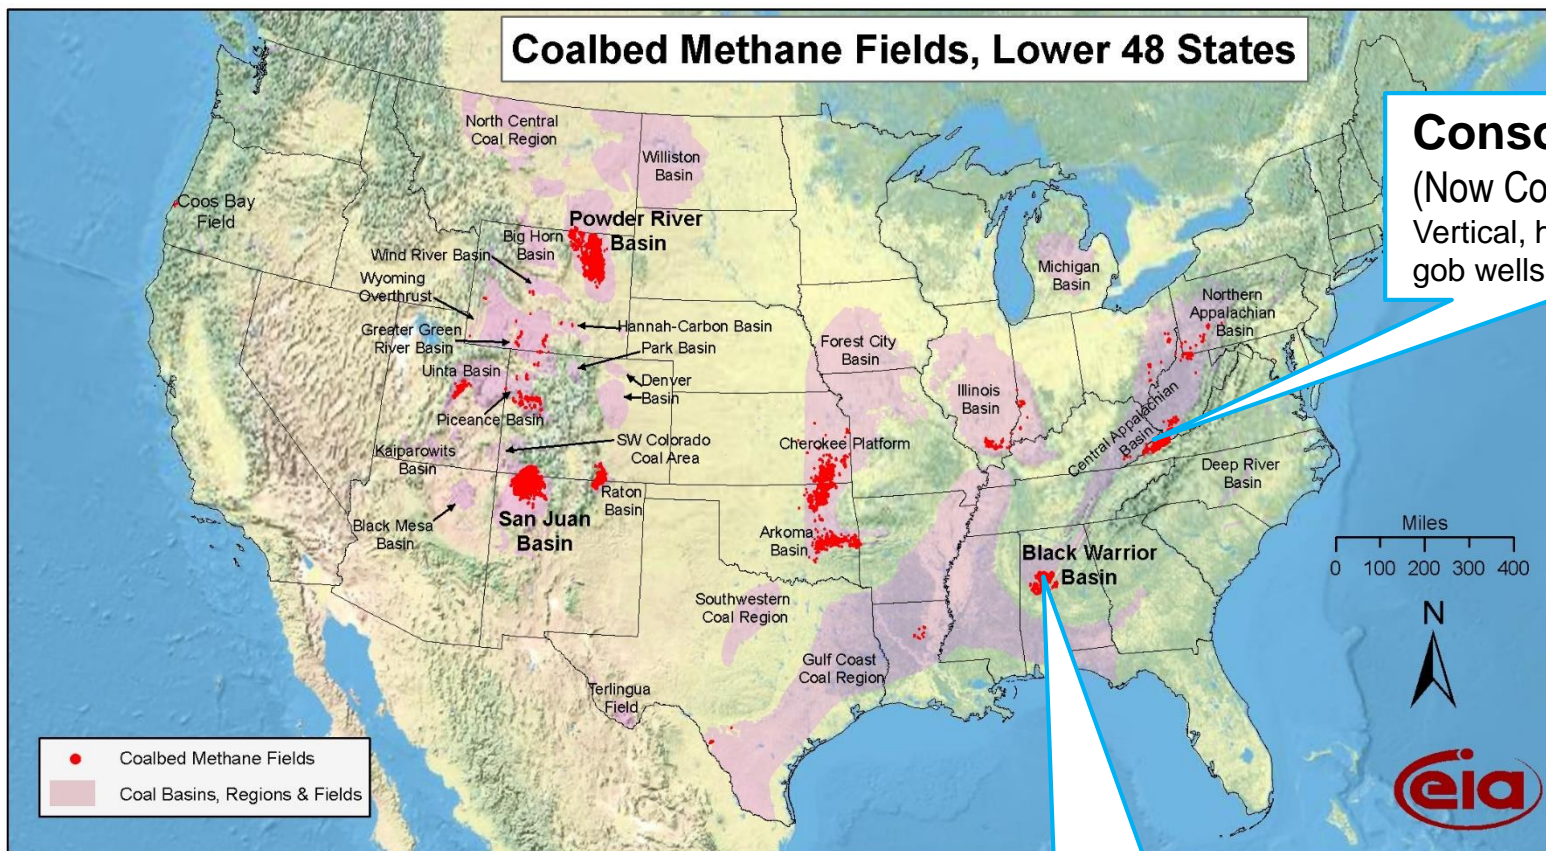 Coalbed Methane Fields, Lower 48 States
Conso
(Now Co
Vertical, h
gob wells
North Central
Coal Region
Williston
Basin
Coos Bay
Field
Powder River
Basin
Big Horn
Basin
Wind River Basin
Wyoming
Overthrust
Greater Green
River Basin
Hannah-Carbon Basin
Park Basin
Uinta Basin
Denver
Basin
Piceance Basin
SW Colorado
Coal Area
Kaiparowits
Basin
Raton
Basin
San Juan
Basin
Black Mesa
Basin
Michigan
Basin
Northern
Appalachian
Basin
Forest City
Basin
Illinois
Basin
Central Appalachian
Basin
Cherokee Platform
Deep River
Basin
Arkoma
Basin
Black Warrior
Basin
Southwestern
Coal Region
Gulf Coast
Coal Region
Terlingua
Field
Miles
0 100 200 300 400
N
Coalbed Methane Fields
Coal Basins, Regions & Fields
eia